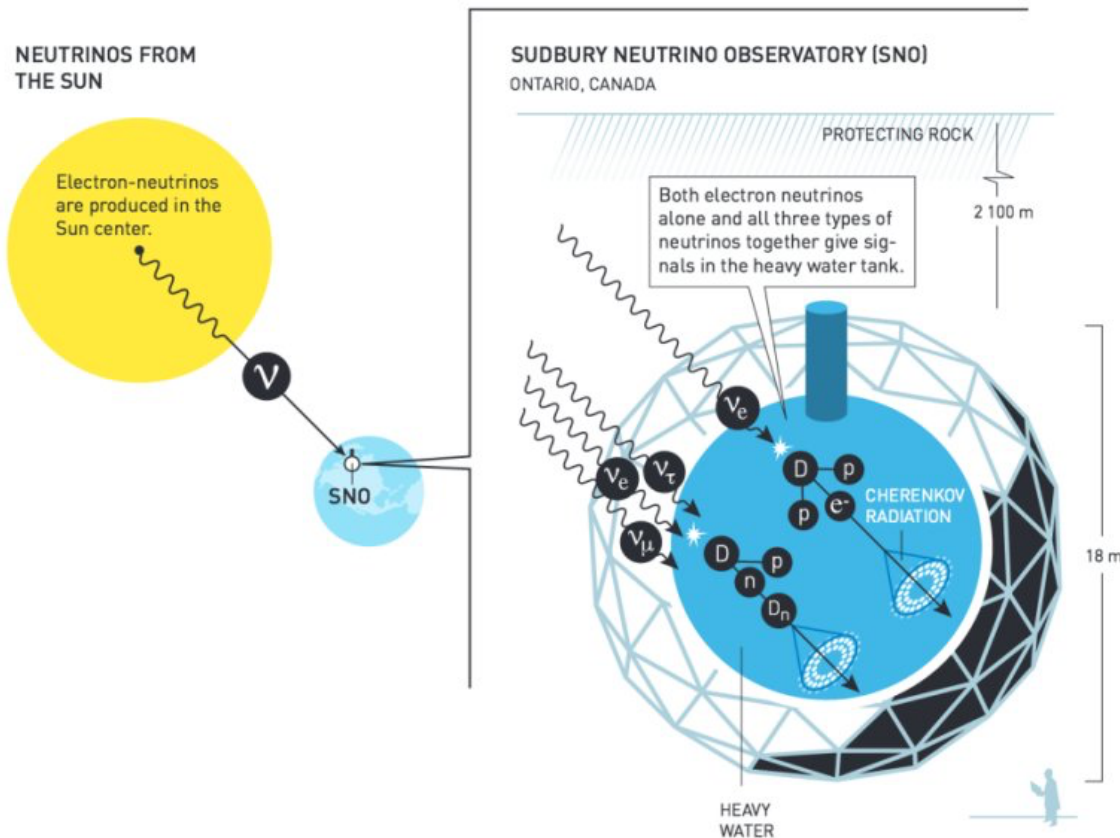 NEUTRINOS FROM
THE SUN
Electron-neutrinos
are produced in the
Sun center.
ν
SNO
SUDBURY NEUTRINO OBSERVATORY (SNO)
ONTARIO, CANADA
PROTECTING ROCK
2 100 m
Both electron neutrinos
alone and all three types of
neutrinos together give sig-
nals in the heavy water tank.
νe
D
p
p
e-
CHERENKOV
RADIATION
ντ
νe
νμ
D
p
n
Dn
18 m
HEAVY
WATER